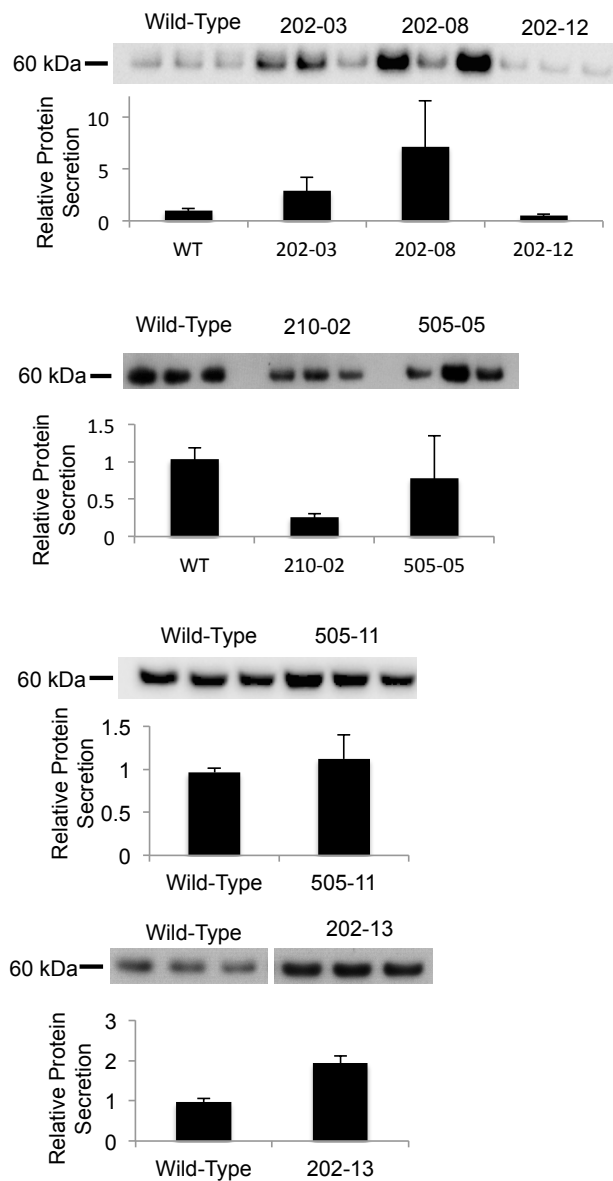 Wild-Type 202-03 202-08 202-12
60 kDa
Relative Protein
Secretion
10
5
0
WT 202-03 202-08 202-12
Wild-Type 210-02 505-05
60 kDa
Relative Protein
Secretion
1.5
1
0.5
0
WT 210-02 505-05
Wild-Type 505-11
60 kDa
Relative Protein
Secretion
1.5
1
0.5
0
Wild-Type 505-11
Wild-Type 202-13
60 kDa
Relative Protein
Secretion
3
2
1
0
Wild-Type 202-13